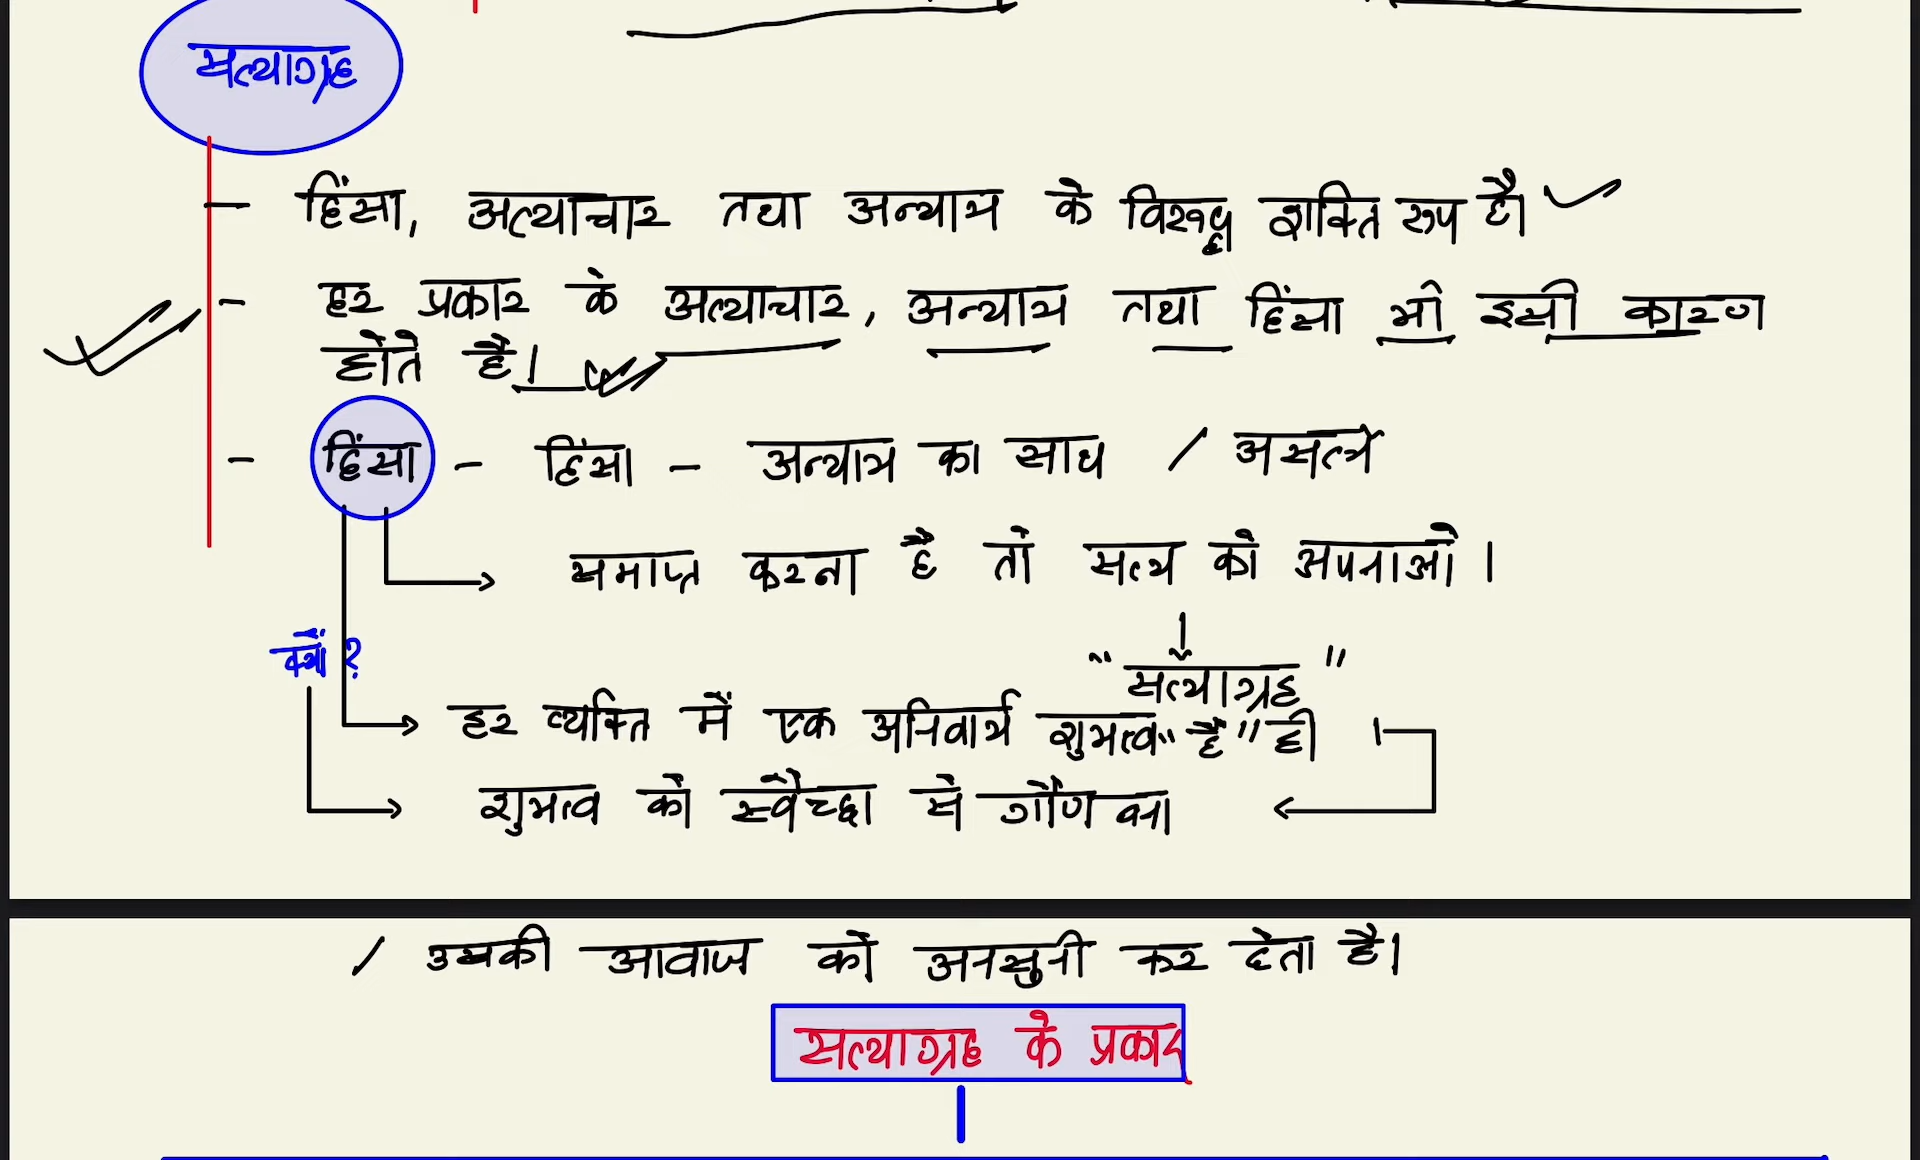 सत्याग्रह
- हिंसा, अत्याचार तथा अन्याय के विरूद्ध शक्ति रूप है।
- हर प्रकार के अत्याचार, अन्याय तथा हिंसा भी इसी कारण
होते है।
- हिंसा - हिंसा - अन्याय का साध / असत्य
समाप्त करना है तो सत्य को अपनाओ।
क्यों?
"सत्याग्रह"
हर व्यक्ति में एक अनिवार्य शुभत्व "है" ही
शुभत्व को स्वैच्छा से गौण बना
/ उसकी आवाज को अनसुनी कर देता है।
सत्याग्रह के प्रकार